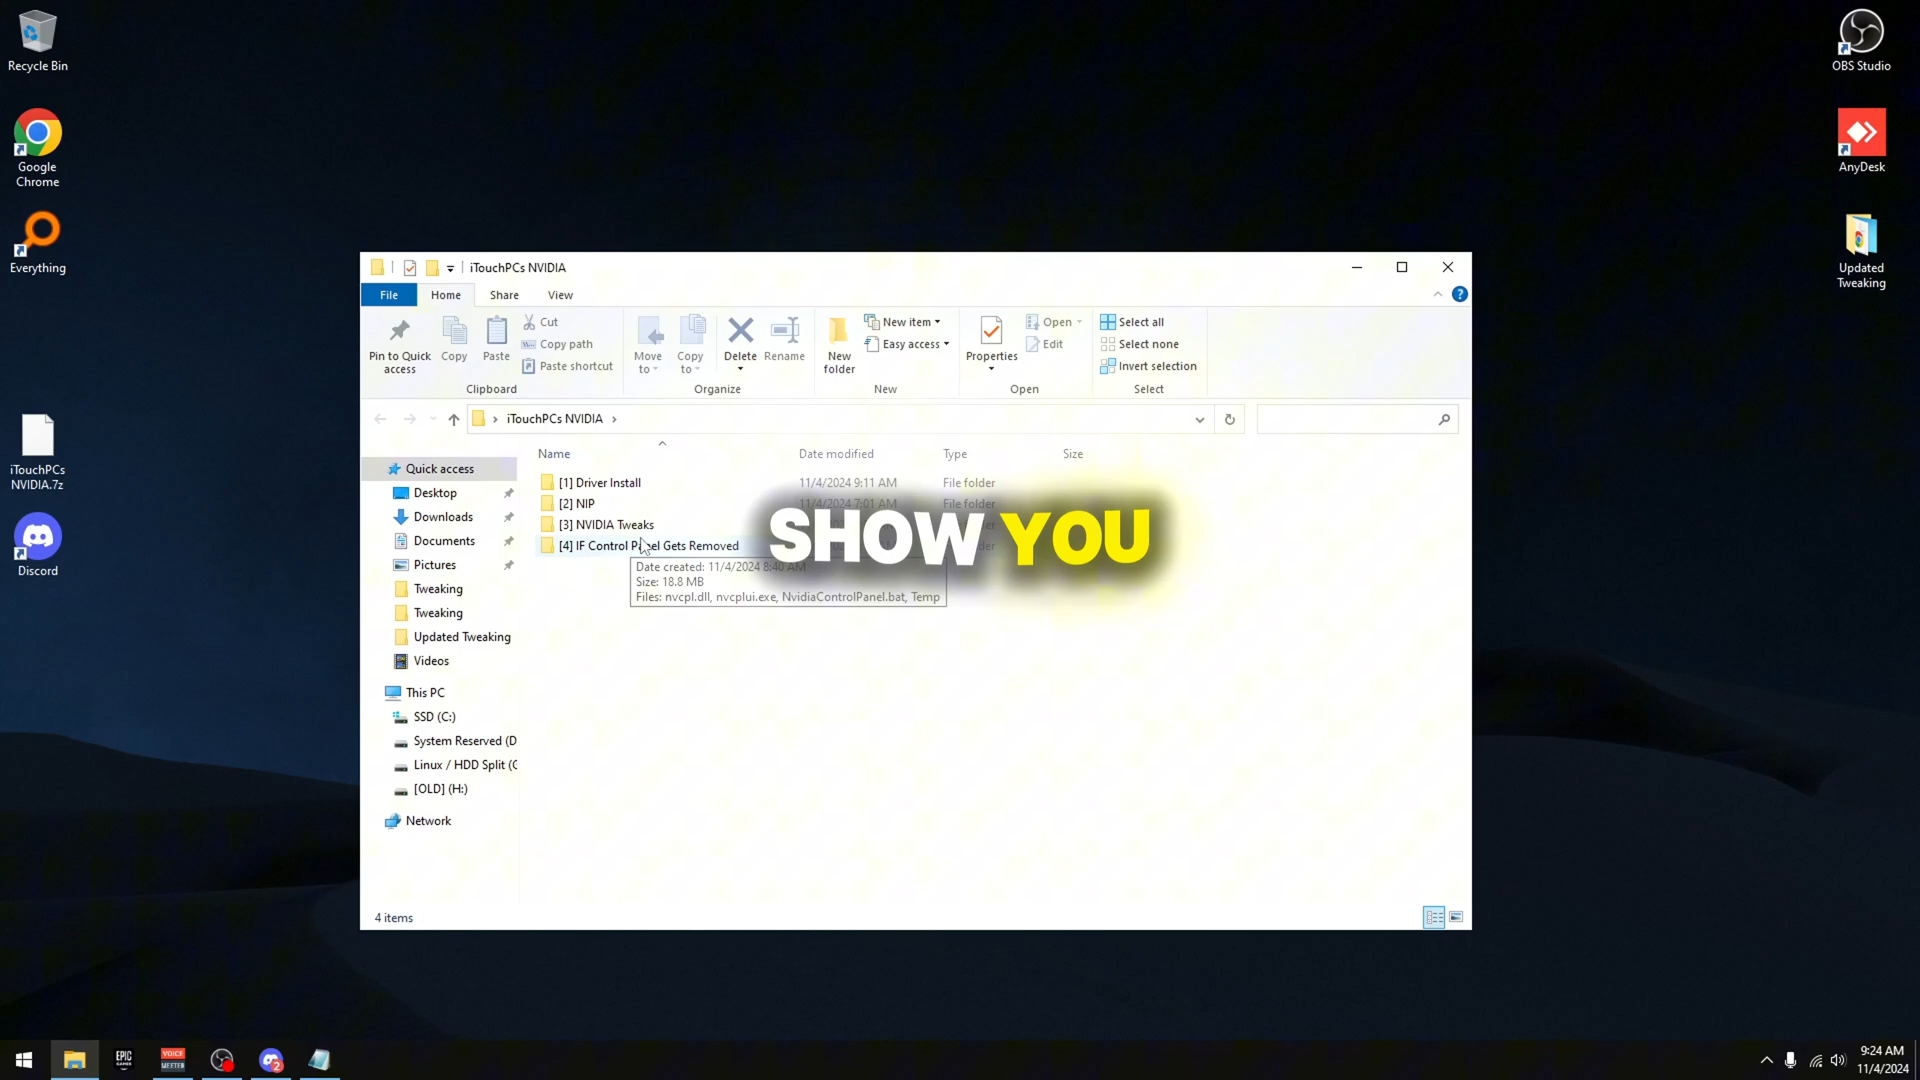 Recycle Bin
Google
Chrome
Everything
iTouchPCs
NVIDIA.7z
Discord
OBS Studio
AnyDesk
Updated
Tweaking
iTouchPCs NVIDIA
File
Home
Share
View
Pin to Quick
access
Copy
Paste
Cut
Copy path
Paste shortcut
Clipboard
Move
to
Copy
to
Delete
Rename
Organize
New
folder
New item
Easy access
New
Properties
Open
Edit
Open
Select all
Select none
Invert selection
Select
iTouchPCs NVIDIA
Quick access
Desktop
Downloads
Documents
Pictures
Tweaking
Tweaking
Updated Tweaking
Videos
This PC
SSD (C:)
System Reserved (D
Linux / HDD Split (G
[OLD] (H:)
Network
Name Date modified Type Size
[1] Driver Install 11/4/2024 9:11 AM File folder
[2] NIP 11/4/2024 7:01 AM File folder
[3] NVIDIA Tweaks
[4] IF Control Panel Gets Removed
Date created: 11/4/2024 8:40 AM
Size: 18.8 MB
Files: nvcpl.dll, nvcplui.exe, NvidiaControlPanel.bat, Temp
SHOW YOU
4 items
EPIC
GAMES
VOICE
MEETER
2
9:24 AM
11/4/2024